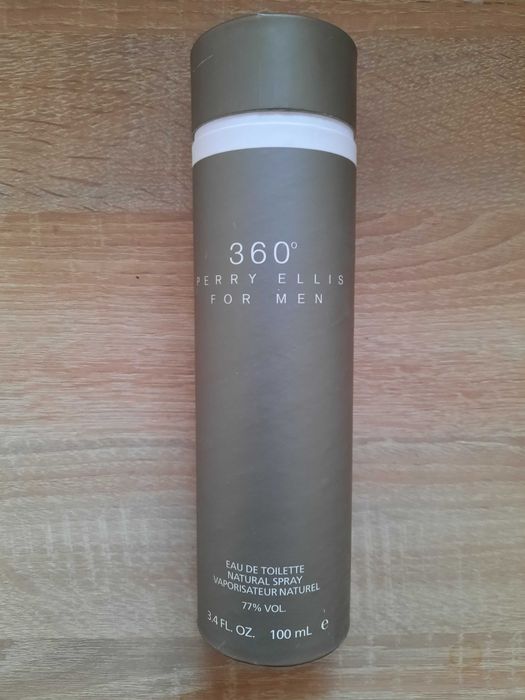 360°
PERRY ELLIS
FOR MEN
EAU DE TOILETTE
NATURAL SPRAY
VAPORISATEUR NATUREL
77% VOL.
3.4 FL. OZ. 100 mL ℮